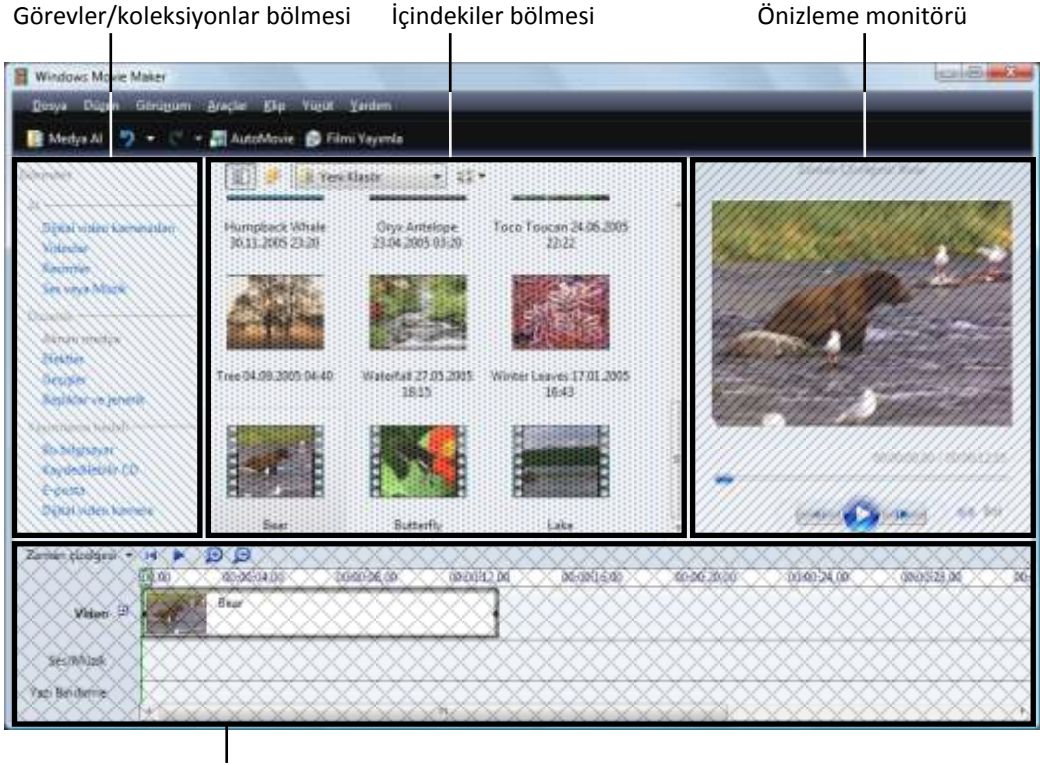 Görevler/koleksiyonlar bölmesi
İçindekiler bölmesi
Önizleme monitörü
Windows Movie Maker
Dosya Düzen Görünüm Araçlar Klip Yürüt Yardım
Medya Al AutoMovie Filmi Yayımla
Yeni Klasör
Dijital video kamerasından
Videolar
Resimler
Ses veya Müzik
Efektler
Geçişler
Bu bilgisayar
Kaydedilebilir CD
E-posta
Dijital video kamera
Humpback Whale
30.11.2005 23:20
Oryx Antelope
23.04.2005 03:20
Toco Toucan 24.06.2005
22:22
Tree 04.09.2005 04:40
Waterfall 27.05.2005
18:15
Winter Leaves 17.01.2005
16:43
Bear
Butterfly
Lake
Zaman çizelgesi
Video
Bear
Ses/Müzik
Yazı Bindirme